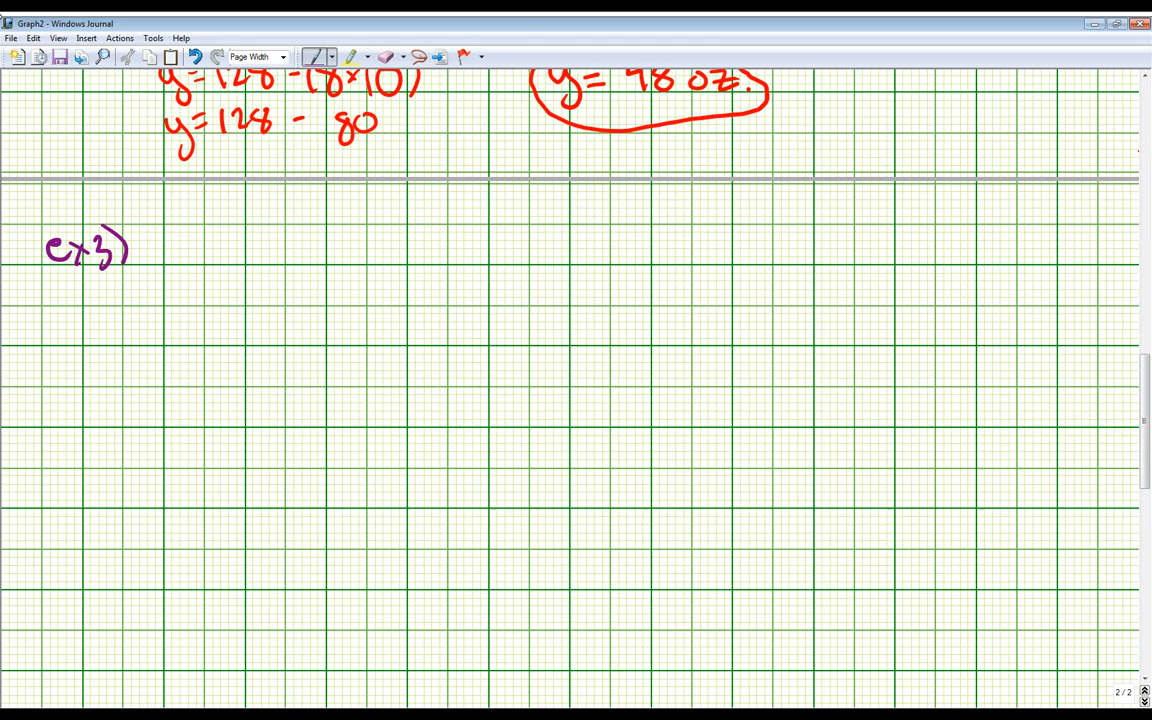 Graph2 - Windows Journal
File Edit View Insert Actions Tools Help
Page Width
y=128 -(8×10)
y= 48 oz.
y=128 - 80
ex3)
2 / 2